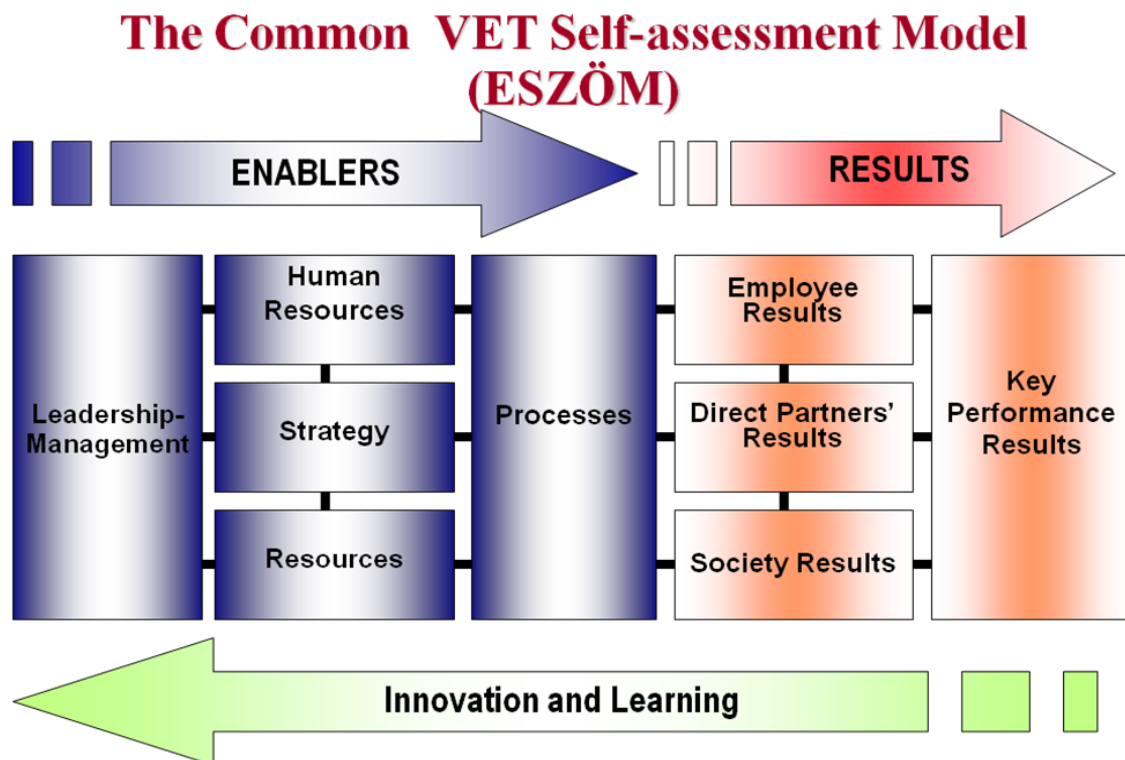 The Common VET Self-assessment Model
(ESZÖM)
ENABLERS
RESULTS
Leadership-
Management
Human
Resources
Strategy
Resources
Processes
Employee
Results
Direct Partners’
Results
Society Results
Key
Performance
Results
Innovation and Learning